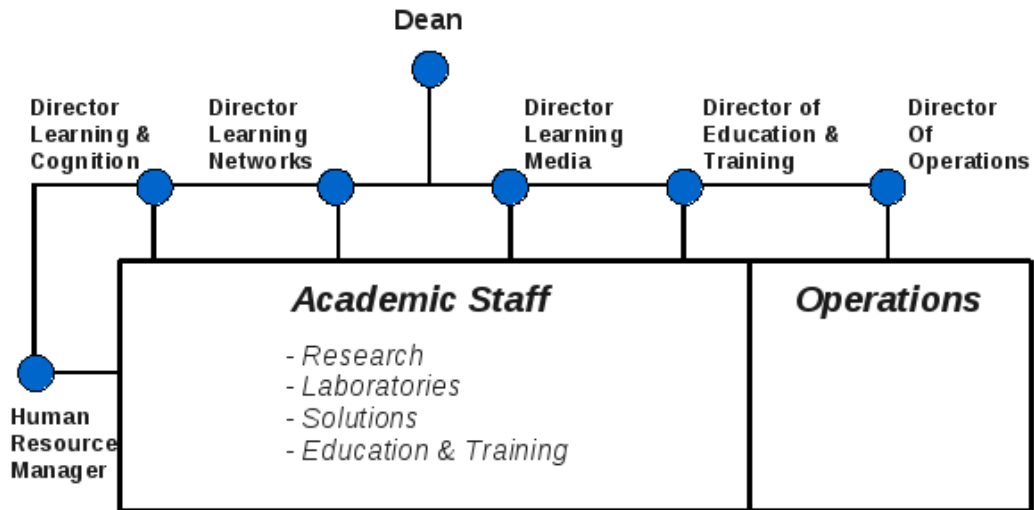 Dean
Director
Learning &
Cognition
Director
Learning
Networks
Director
Learning
Media
Director of
Education &
Training
Director
Of
Operations
Academic Staff
- Research
- Laboratories
- Solutions
- Education & Training
Operations
Human
Resource
Manager